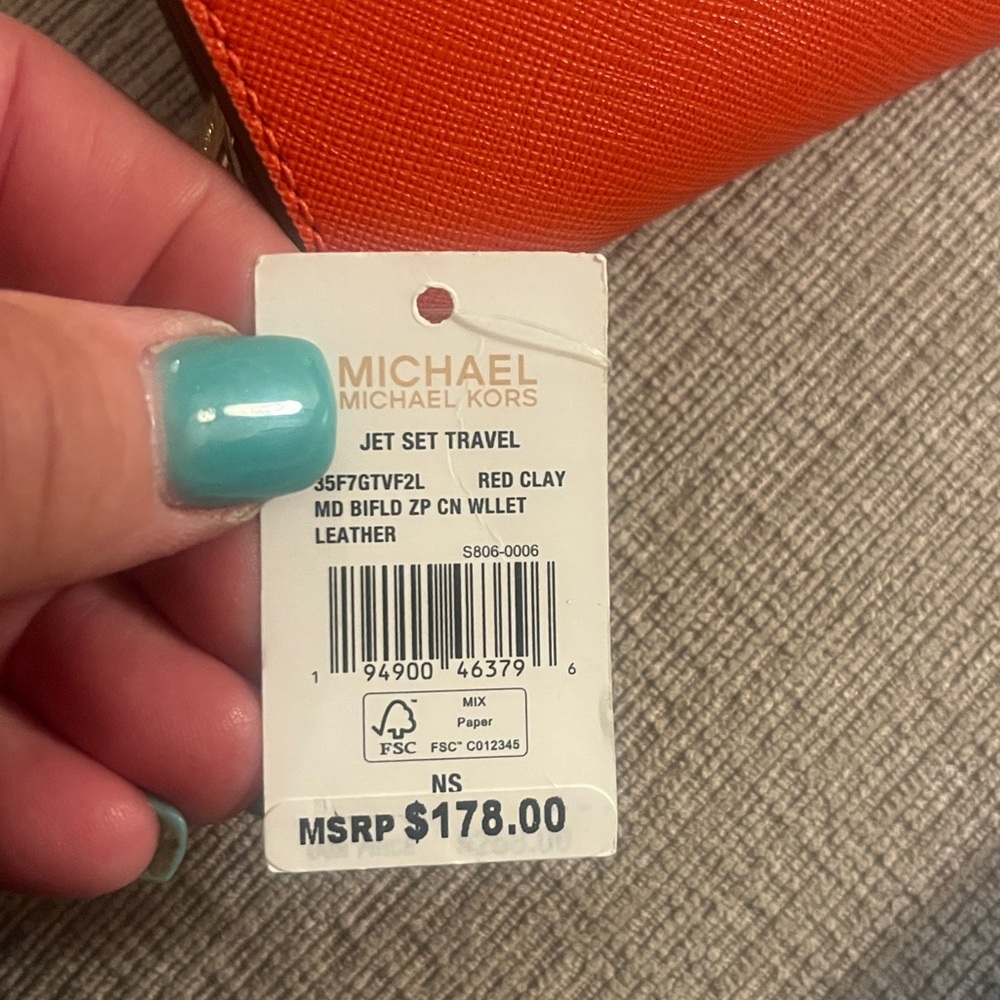 MICHAEL
MICHAEL KORS
JET SET TRAVEL
35F7GTVF2L RED CLAY
MD BIFLD ZP CN WLLET
LEATHER
S806-0006
1 94900 46379 6
MIX
Paper
FSC™ C012345
FSC
NS
MSRP $178.00